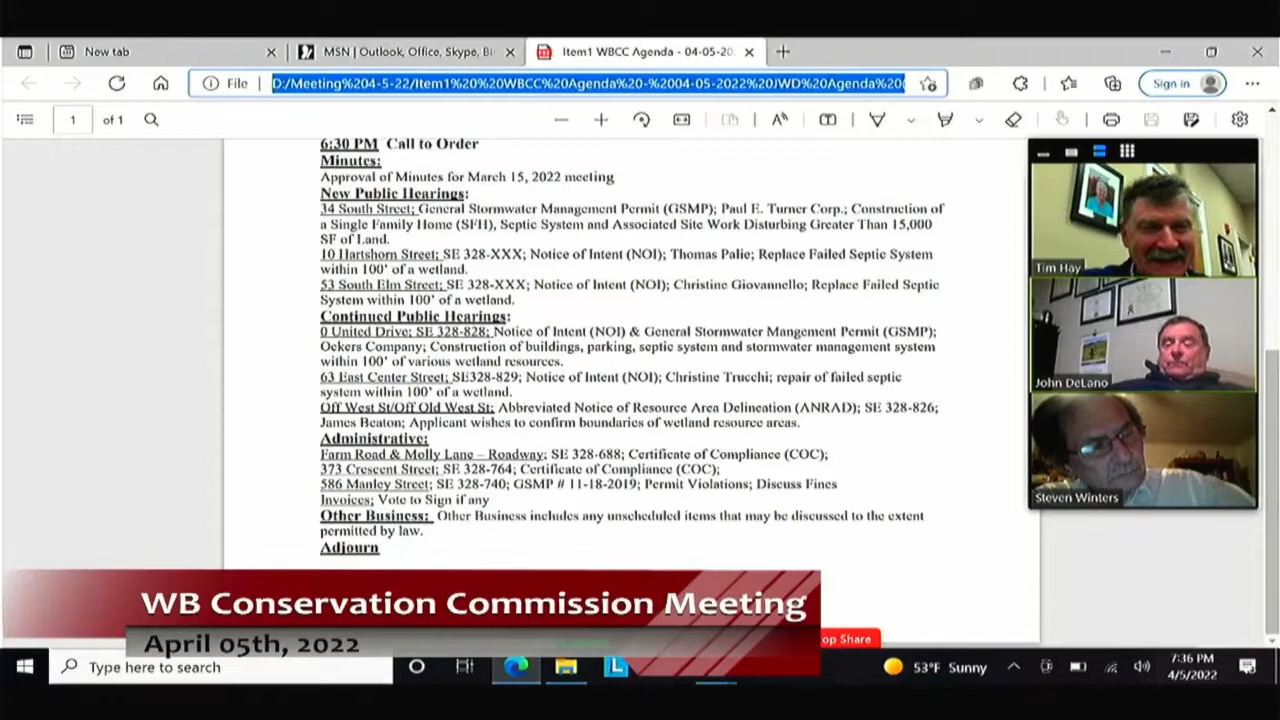 New tab
MSN | Outlook, Office, Skype, Bi
Item1 WBCC Agenda - 04-05-20
File
D:/Meeting%204-5-22/Item1%20%20WBCC%20Agenda%20-%2004-05-2022%20JWD%20Agenda%20(
Sign in
1 of 1
6:30 PM Call to Order
Minutes:
Approval of Minutes for March 15, 2022 meeting
New Public Hearings:
34 South Street; General Stormwater Management Permit (GSMP); Paul E. Turner Corp.; Construction of
a Single Family Home (SFH), Septic System and Associated Site Work Disturbing Greater Than 15,000
SF of Land.
10 Hartshorn Street; SE 328-XXX; Notice of Intent (NOI); Thomas Palie; Replace Failed Septic System
within 100' of a wetland.
53 South Elm Street; SE 328-XXX; Notice of Intent (NOI); Christine Giovannello; Replace Failed Septic
System within 100' of a wetland.
Continued Public Hearings:
0 United Drive; SE 328-828; Notice of Intent (NOI) & General Stormwater Mangement Permit (GSMP);
Oekers Company; Construction of buildings, parking, septic system and stormwater management system
within 100' of various wetland resources.
63 East Center Street; SE328-829; Notice of Intent (NOI); Christine Trucchi; repair of failed septic
system within 100' of a wetland.
Off West St/Off Old West St; Abbreviated Notice of Resource Area Delineation (ANRAD); SE 328-826;
James Beaton; Applicant wishes to confirm boundaries of wetland resource areas.
Administrative:
Farm Road & Molly Lane – Roadway; SE 328-688; Certificate of Compliance (COC);
373 Crescent Street; SE 328-764; Certificate of Compliance (COC);
586 Manley Street; SE 328-740; GSMP # 11-18-2019; Permit Violations; Discuss Fines
Invoices; Vote to Sign if any
Other Business: Other Business includes any unscheduled items that may be discussed to the extent
permitted by law.
Adjourn
Tim Hay
John DeLano
Steven Winters
WB Conservation Commission Meeting
April 05th, 2022
op Share
Type here to search
L
53°F Sunny
7:36 PM
4/5/2022